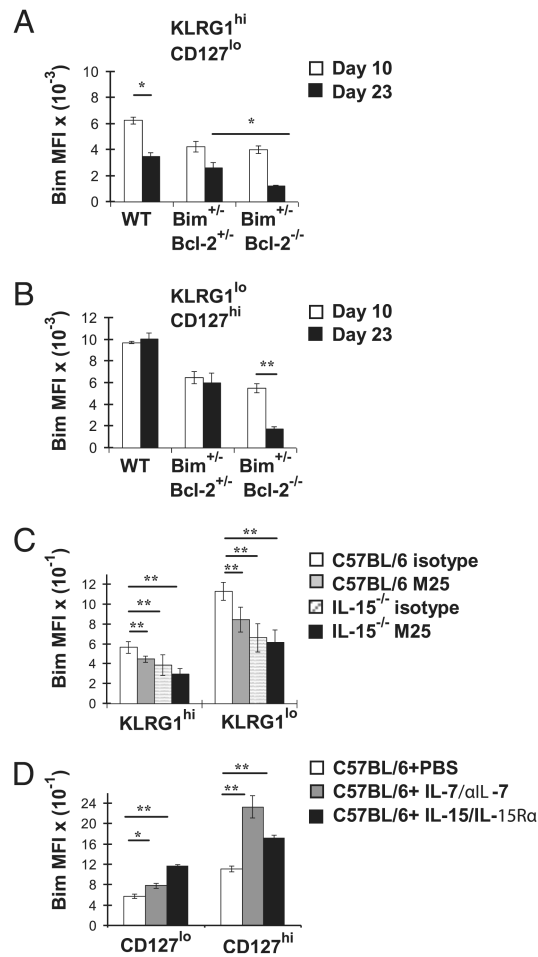 A
KLRG1hi
CD127lo
Bim MFI x (10-3)
10
8
6
4
2
0
*
*
Day 10
Day 23
WT
Bim+/-
Bcl-2+/-
Bim+/-
Bcl-2-/-
B
KLRG1lo
CD127hi
Bim MFI x (10-3)
12
10
8
6
4
2
0
**
Day 10
Day 23
WT
Bim+/-
Bcl-2+/-
Bim+/-
Bcl-2-/-
C
Bim MFI x (10-1)
12
10
8
6
4
2
0
**
**
**
**
**
**
C57BL/6 isotype
C57BL/6 M25
IL-15-/- isotype
IL-15-/- M25
KLRG1hi
KLRG1lo
D
Bim MFI x (10-1)
24
20
16
12
8
4
0
**
*
**
**
C57BL/6+PBS
C57BL/6+ IL-7/αIL-7
C57BL/6+ IL-15/IL-15Rα
CD127lo
CD127hi